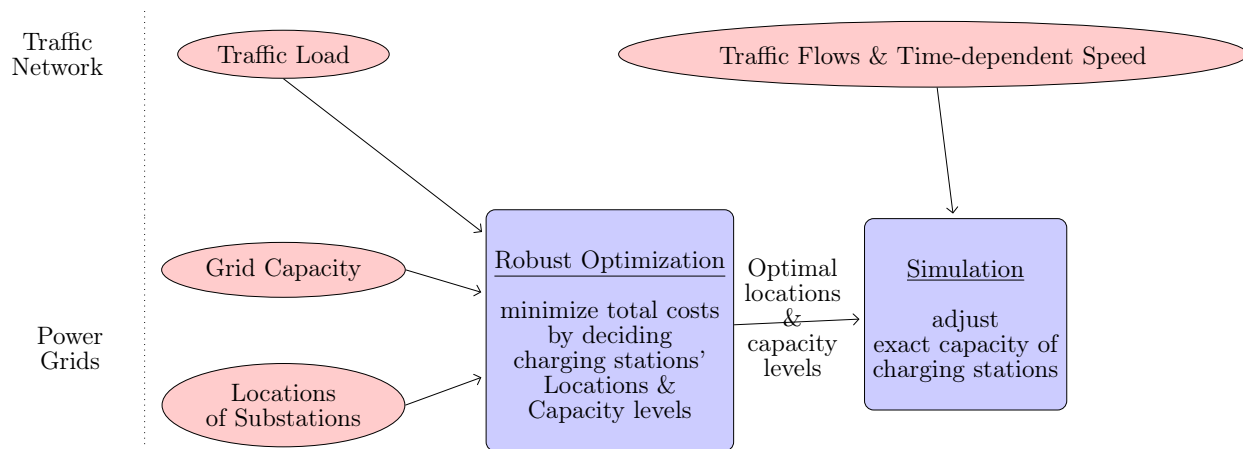 Traffic
Network
Traffic Load
Traffic Flows & Time-dependent Speed
Grid Capacity
Power
Grids
Locations
of Substations
Robust Optimization
minimize total costs
by deciding
charging stations'
Locations &
Capacity levels
Optimal
locations
&
capacity
levels
Simulation
adjust
exact capacity of
charging stations